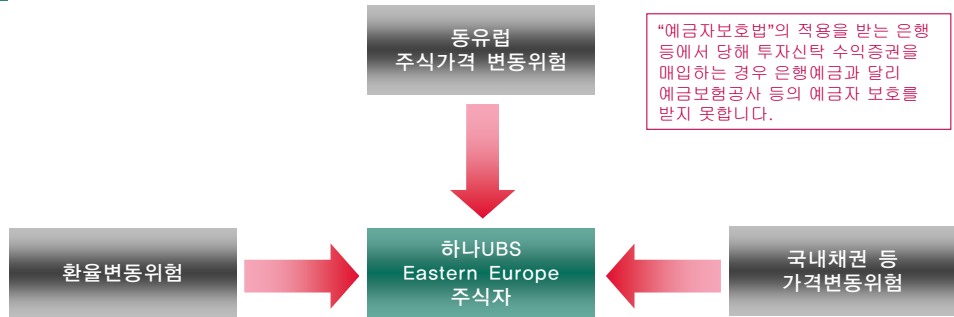 동유럽
주식가격 변동위험
“예금자보호법”의 적용을 받는 은행
등에서 당해 투자신탁 수익증권을
매입하는 경우 은행예금과 달리
예금보험공사 등의 예금자 보호를
받지 못합니다.
환율변동위험
하나UBS
Eastern Europe
주식자
국내채권 등
가격변동위험